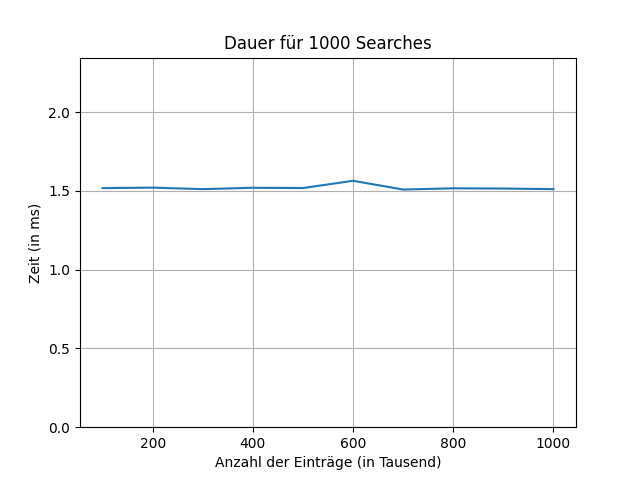 Dauer für 1000 Searches
2.0
1.5
1.0
0.5
0.0
Zeit (in ms)
200 400 600 800 1000
Anzahl der Einträge (in Tausend)